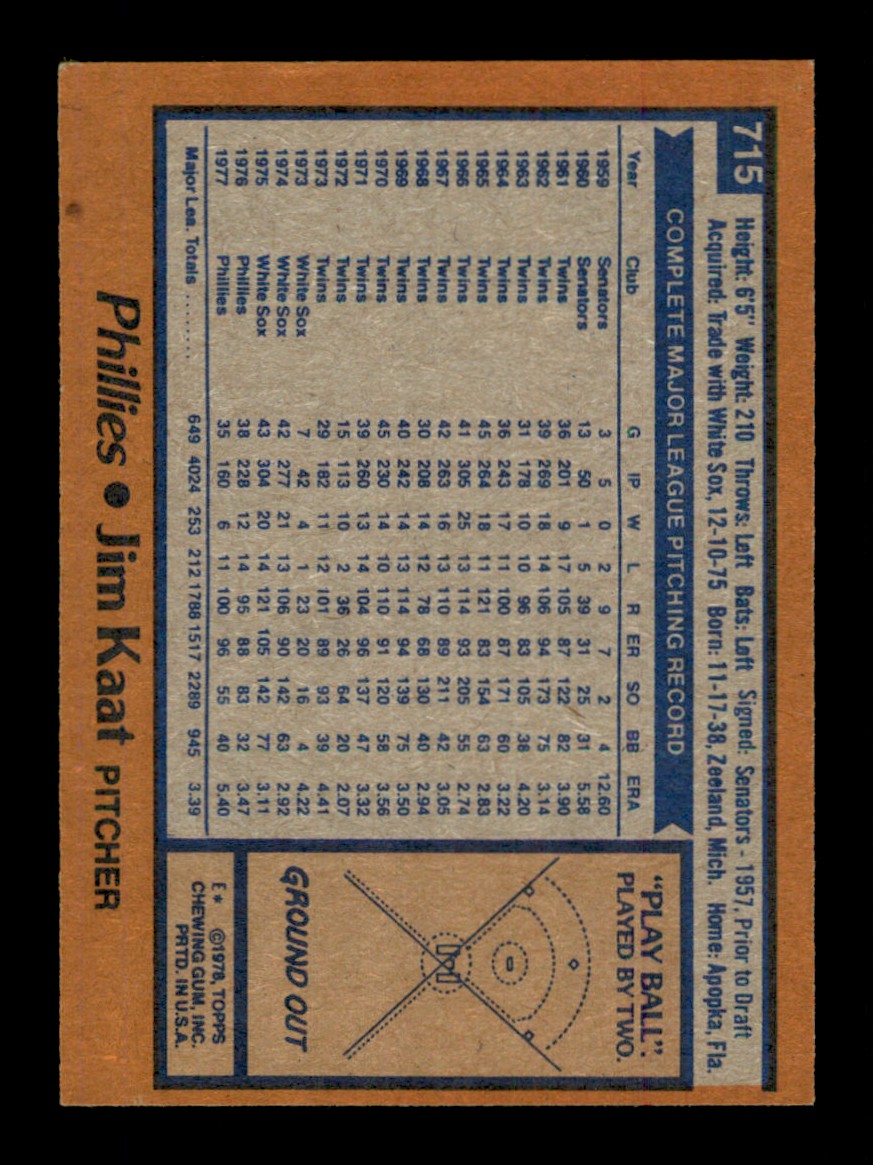 715
Height: 6'5" Weight: 210 Throws: Left Bats: Left Signed: Senators - 1957, Prior to Draft
Acquired: Trade with White Sox, 12-10-75 Born: 11-17-38, Zeeland, Mich. Home: Apopka, Fla.
COMPLETE MAJOR LEAGUE PITCHING RECORD
Year Club G IP W L R ER SO BB ERA
1959 Senators 3 5 0 2 9 7 2 4 12.60
1960 Senators 13 50 1 5 39 31 25 31 5.58
1961 Twins 36 201 9 17 105 87 122 82 3.90
1962 Twins 39 269 18 14 106 94 173 75 3.14
1963 Twins 31 178 10 10 96 83 105 38 4.20
1964 Twins 36 243 17 11 100 87 171 60 3.22
1965 Twins 45 264 18 11 121 83 154 63 2.83
1966 Twins 41 305 25 13 114 93 205 55 2.74
1967 Twins 42 263 16 13 110 89 211 42 3.05
1968 Twins 30 208 14 12 78 68 130 40 2.94
1969 Twins 40 242 14 13 114 94 139 75 3.50
1970 Twins 45 230 14 10 110 91 120 58 3.56
1971 Twins 39 260 13 14 104 96 137 47 3.32
1972 Twins 15 113 10 2 36 26 64 20 2.07
1973 Twins 29 182 11 12 101 89 93 39 4.41
1973 White Sox 7 42 4 1 23 20 16 4 4.22
1974 White Sox 42 277 21 13 106 90 142 63 2.92
1975 White Sox 43 304 20 14 121 105 142 77 3.11
1976 Phillies 38 228 12 14 95 88 83 32 3.47
1977 Phillies 35 160 6 11 100 96 55 40 5.40
Major Lea. Totals ........ 649 4024 253 212 1788 1517 2289 945 3.39
"PLAY BALL".
PLAYED BY TWO.
GROUND OUT
E* ©1978, TOPPS
CHEWING GUM, INC.
PRTD. IN U.S.A.
Phillies • Jim Kaat PITCHER